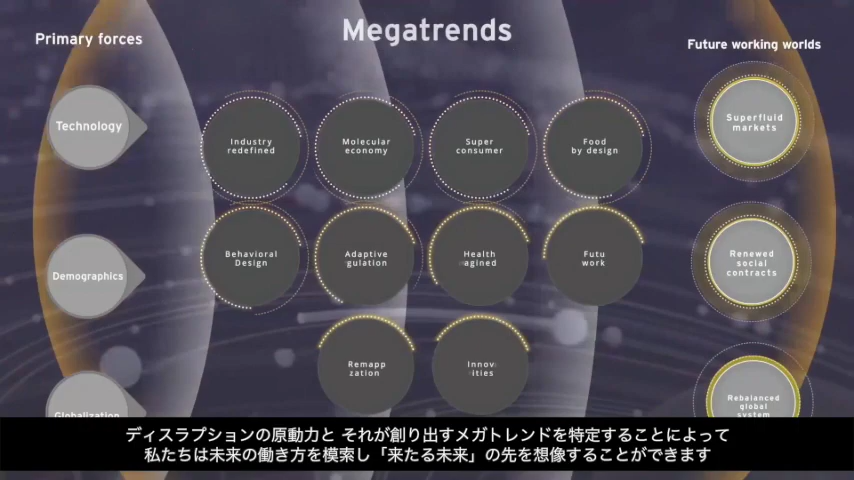 Megatrends
Primary forces
Future working worlds
Technology
Demographics
Globalization
Industry
redefined
Molecular
economy
Super
consumer
Food
by design
Behavioral
Design
Adaptive
gulation
Health
agined
Futu
work
Remapp
zation
Innov
ities
Superfluid
markets
Renewed
social
contracts
Rebalanced
global
system
ディスラプションの原動力と それが創り出すメガトレンドを特定することによって
私たちは未来の働き方を模索し「来たる未来」の先を想像することができます